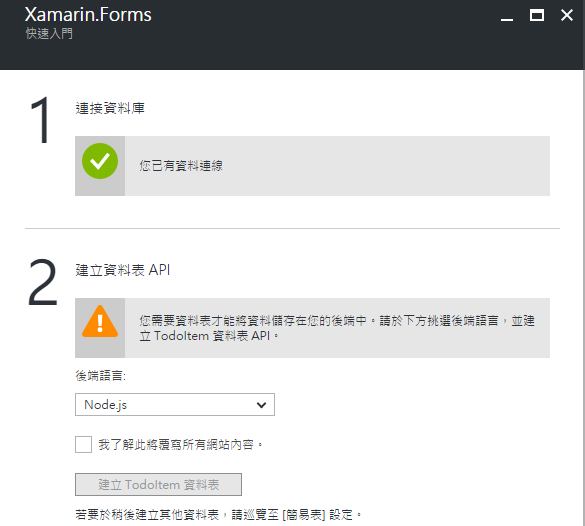 Xamarin.Forms
快速入門
1
連接資料庫
您已有資料連線
2
建立資料表 API
您需要資料表才能將資料儲存在您的後端中。請於下方挑選後端語言，並建
立 TodoItem 資料表 API。
後端語言:
Node.js
我了解此將覆寫所有網站內容。
建立 TodoItem 資料表
若要於稍後建立其他資料表，請巡覽至 [簡易表] 設定。